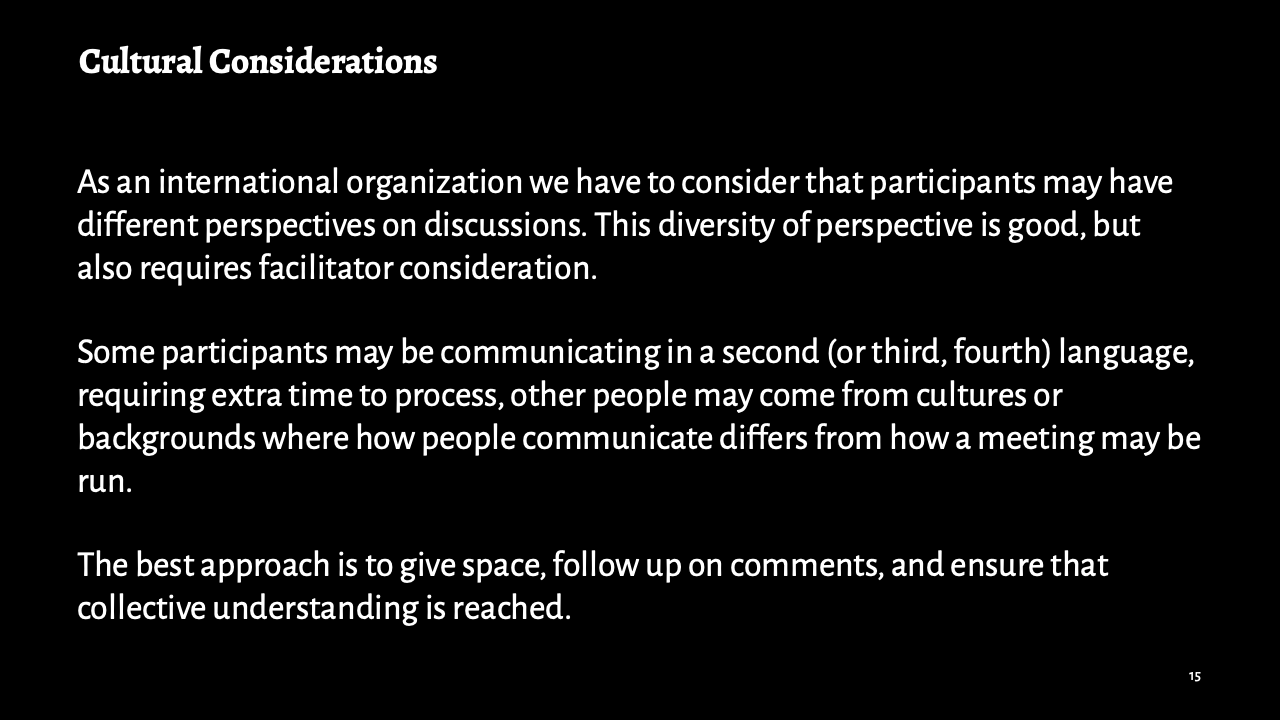 Cultural Considerations
As an international organization we have to consider that participants may have
different perspectives on discussions. This diversity of perspective is good, but
also requires facilitator consideration.
Some participants may be communicating in a second (or third, fourth) language,
requiring extra time to process, other people may come from cultures or
backgrounds where how people communicate differs from how a meeting may be
run.
The best approach is to give space, follow up on comments, and ensure that
collective understanding is reached.
15